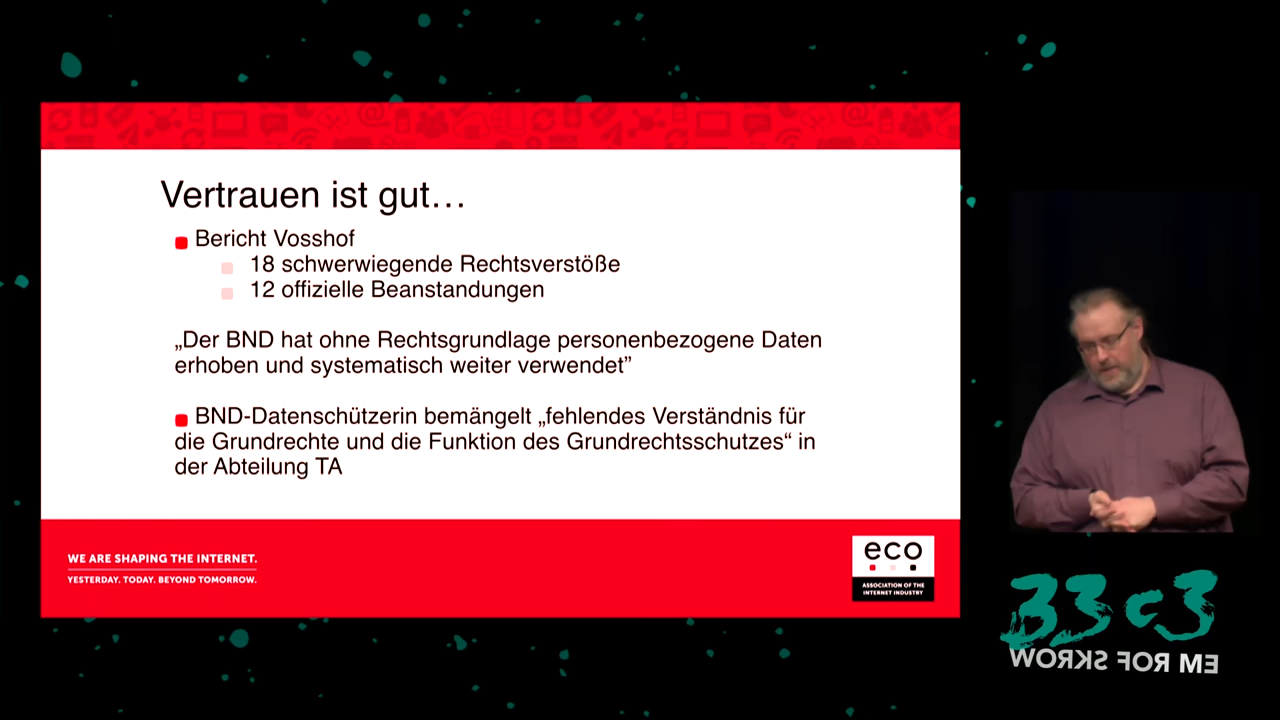 Vertrauen ist gut…
Bericht Vosshof
18 schwerwiegende Rechtsverstöße
12 offizielle Beanstandungen
„Der BND hat ohne Rechtsgrundlage personenbezogene Daten
erhoben und systematisch weiter verwendet”
BND-Datenschützerin bemängelt „fehlendes Verständnis für
die Grundrechte und die Funktion des Grundrechtsschutzes“ in
der Abteilung TA
WE ARE SHAPING THE INTERNET.
YESTERDAY. TODAY. BEYOND TOMORROW.
eco
ASSOCIATION OF THE
INTERNET INDUSTRY
33c3
WORKS FOR ME